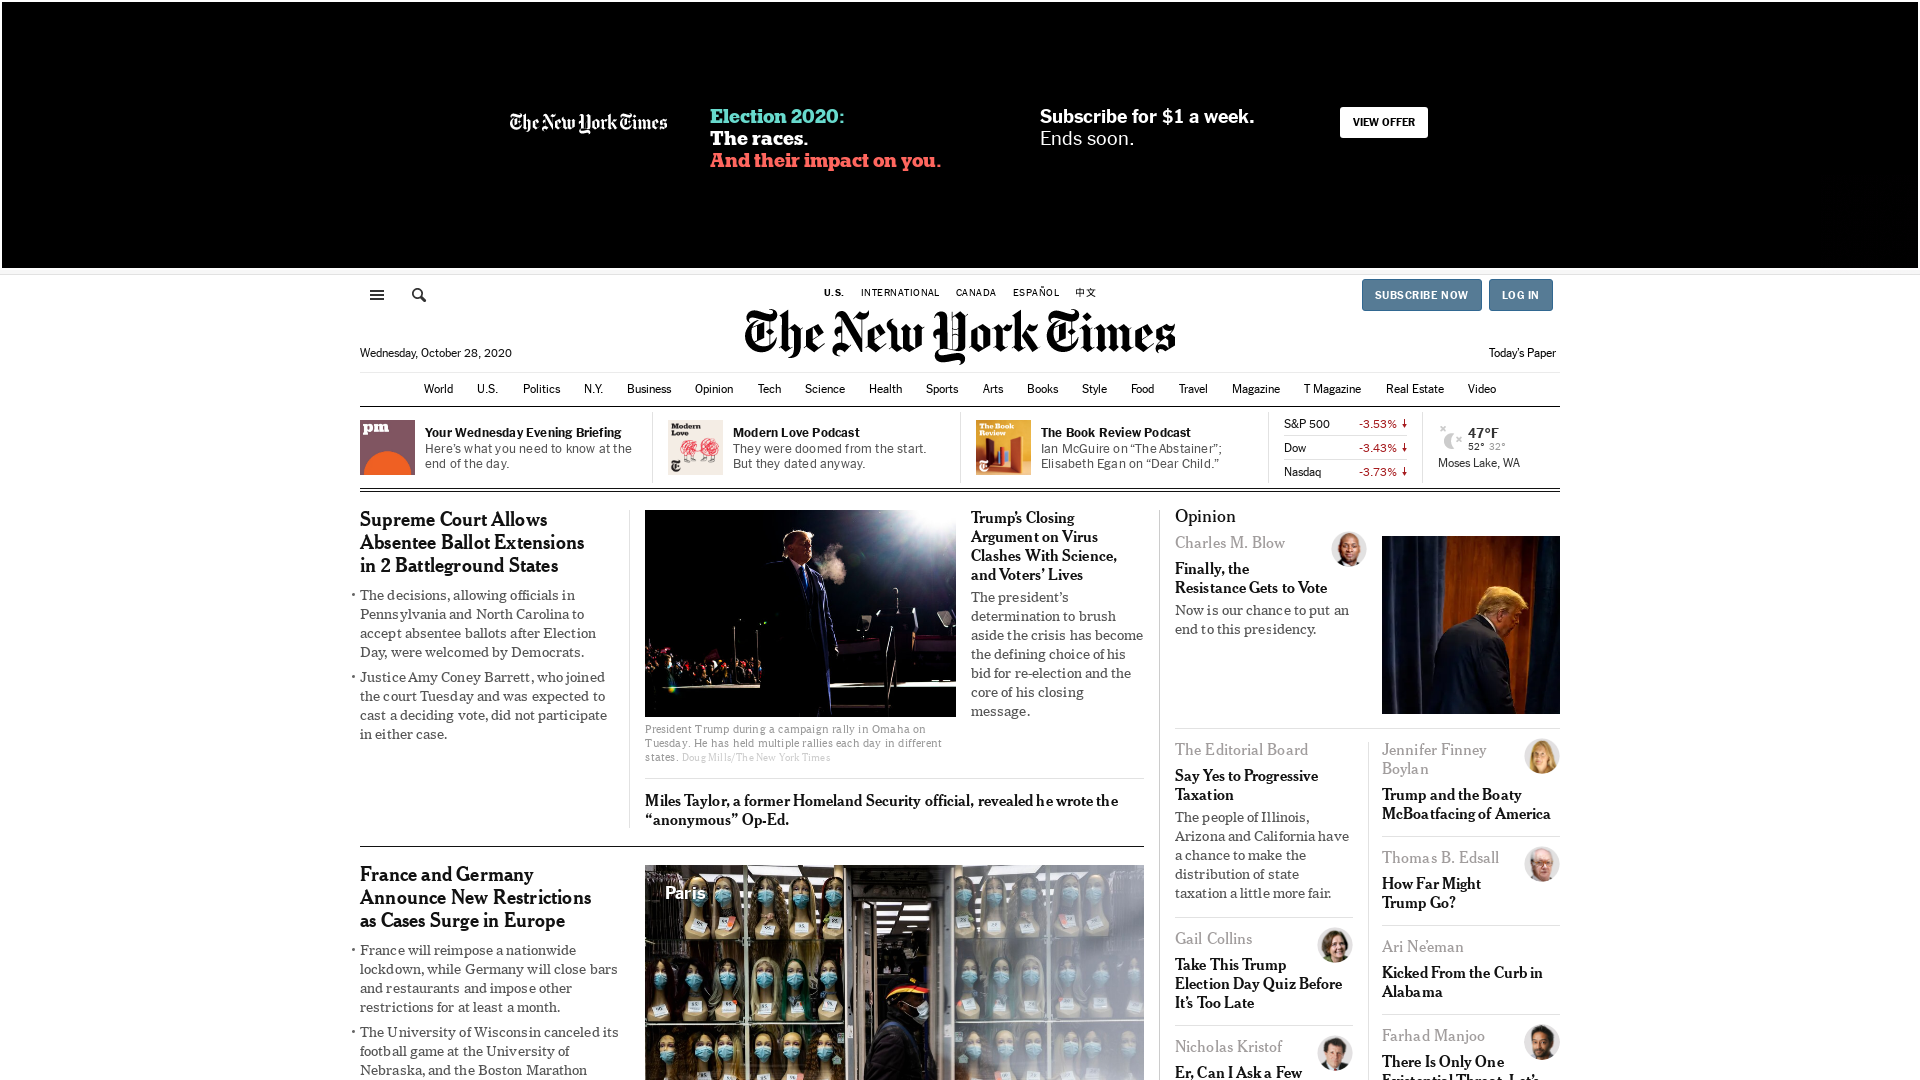 The New York Times
Election 2020:
The races.
And their impact on you.
Subscribe for $1 a week.
Ends soon.
VIEW OFFER
U.S. INTERNATIONAL CANADA ESPAÑOL 中文
SUBSCRIBE NOW
LOG IN
The New York Times
Wednesday, October 28, 2020
Today's Paper
World U.S. Politics N.Y. Business Opinion Tech Science Health Sports Arts Books Style Food Travel Magazine T Magazine Real Estate Video
pm
Your Wednesday Evening Briefing
Here's what you need to know at the
end of the day.
Modern
Love
Modern Love Podcast
They were doomed from the start.
But they dated anyway.
The Book
Review
The Book Review Podcast
Ian McGuire on “The Abstainer”;
Elisabeth Egan on “Dear Child.”
S&P 500 -3.53%
Dow -3.43%
Nasdaq -3.73%
47°F
52° 32°
Moses Lake, WA
Supreme Court Allows
Absentee Ballot Extensions
in 2 Battleground States
• The decisions, allowing officials in
Pennsylvania and North Carolina to
accept absentee ballots after Election
Day, were welcomed by Democrats.
• Justice Amy Coney Barrett, who joined
the court Tuesday and was expected to
cast a deciding vote, did not participate
in either case.
President Trump during a campaign rally in Omaha on
Tuesday. He has held multiple rallies each day in different
states. Doug Mills/The New York Times
Trump’s Closing
Argument on Virus
Clashes With Science,
and Voters’ Lives
The president’s
determination to brush
aside the crisis has become
the defining choice of his
bid for re-election and the
core of his closing
message.
Miles Taylor, a former Homeland Security official, revealed he wrote the
“anonymous” Op-Ed.
France and Germany
Announce New Restrictions
as Cases Surge in Europe
• France will reimpose a nationwide
lockdown, while Germany will close bars
and restaurants and impose other
restrictions for at least a month.
• The University of Wisconsin canceled its
football game at the University of
Nebraska, and the Boston Marathon
Paris
Opinion
Charles M. Blow
Finally, the
Resistance Gets to Vote
Now is our chance to put an
end to this presidency.
The Editorial Board
Say Yes to Progressive
Taxation
The people of Illinois,
Arizona and California have
a chance to make the
distribution of state
taxation a little more fair.
Gail Collins
Take This Trump
Election Day Quiz Before
It’s Too Late
Nicholas Kristof
Er, Can I Ask a Few
Jennifer Finney
Boylan
Trump and the Boaty
McBoatfacing of America
Thomas B. Edsall
How Far Might
Trump Go?
Ari Ne’eman
Kicked From the Curb in
Alabama
Farhad Manjoo
There Is Only One
Existential Threat. Let’s